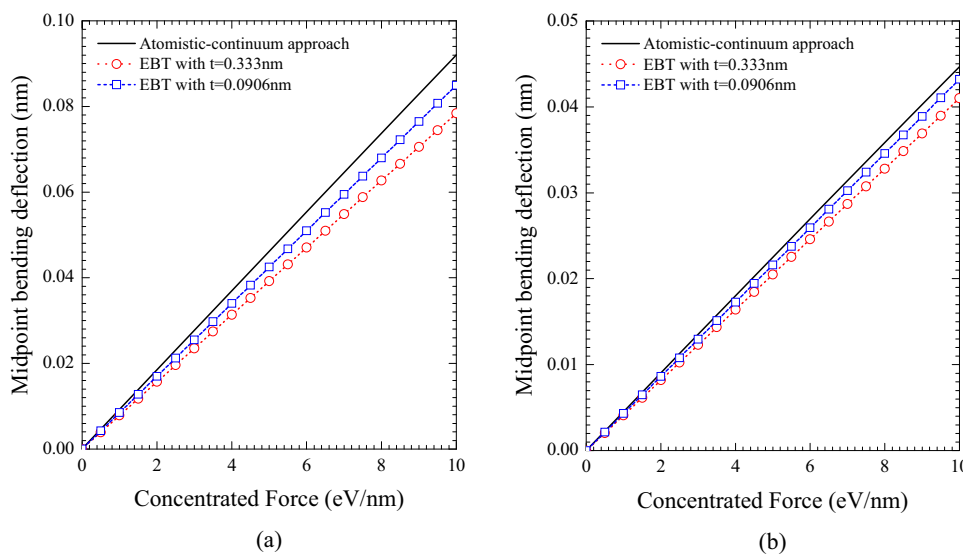 Atomistic-continuum approach
EBT with t=0.333nm
EBT with t=0.0906nm
Midpoint bending deflection (nm)
0.10
0.08
0.06
0.04
0.02
0.00
0
2
4
6
8
10
Concentrated Force (eV/nm)
(a)
Atomistic-continuum approach
EBT with t=0.333nm
EBT with t=0.0906nm
Midpoint bending deflection (nm)
0.05
0.04
0.03
0.02
0.01
0.00
0
2
4
6
8
10
Concentrated Force (eV/nm)
(b)